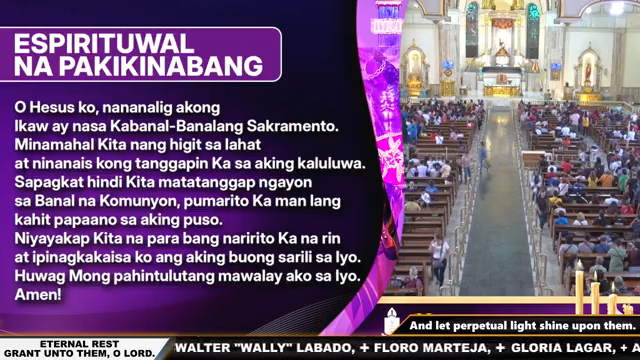 ESPIRITUWAL
NA PAKIKINABANG
O Hesus ko, nananalig akong
Ikaw ay nasa Kabanal-Banalang Sakramento.
Minamahal Kita nang higit sa lahat
at ninanais kong tanggapin Ka sa aking kaluluwa.
Sapagkat hindi Kita matatanggap ngayon
sa Banal na Komunyon, pumarito Ka man lang
kahit papaano sa aking puso.
Niyayakap Kita na para bang naririto Ka na rin
at ipinagkakaisa ko ang aking buong sarili sa Iyo.
Huwag Mong pahintulutang mawalay ako sa Iyo.
Amen!
And let perpetual light shine upon them.
ETERNAL REST
GRANT UNTO THEM, O LORD.
WALTER "WALLY" LABADO, + FLORO MARTEJA, + GLORIA LAGAR, +